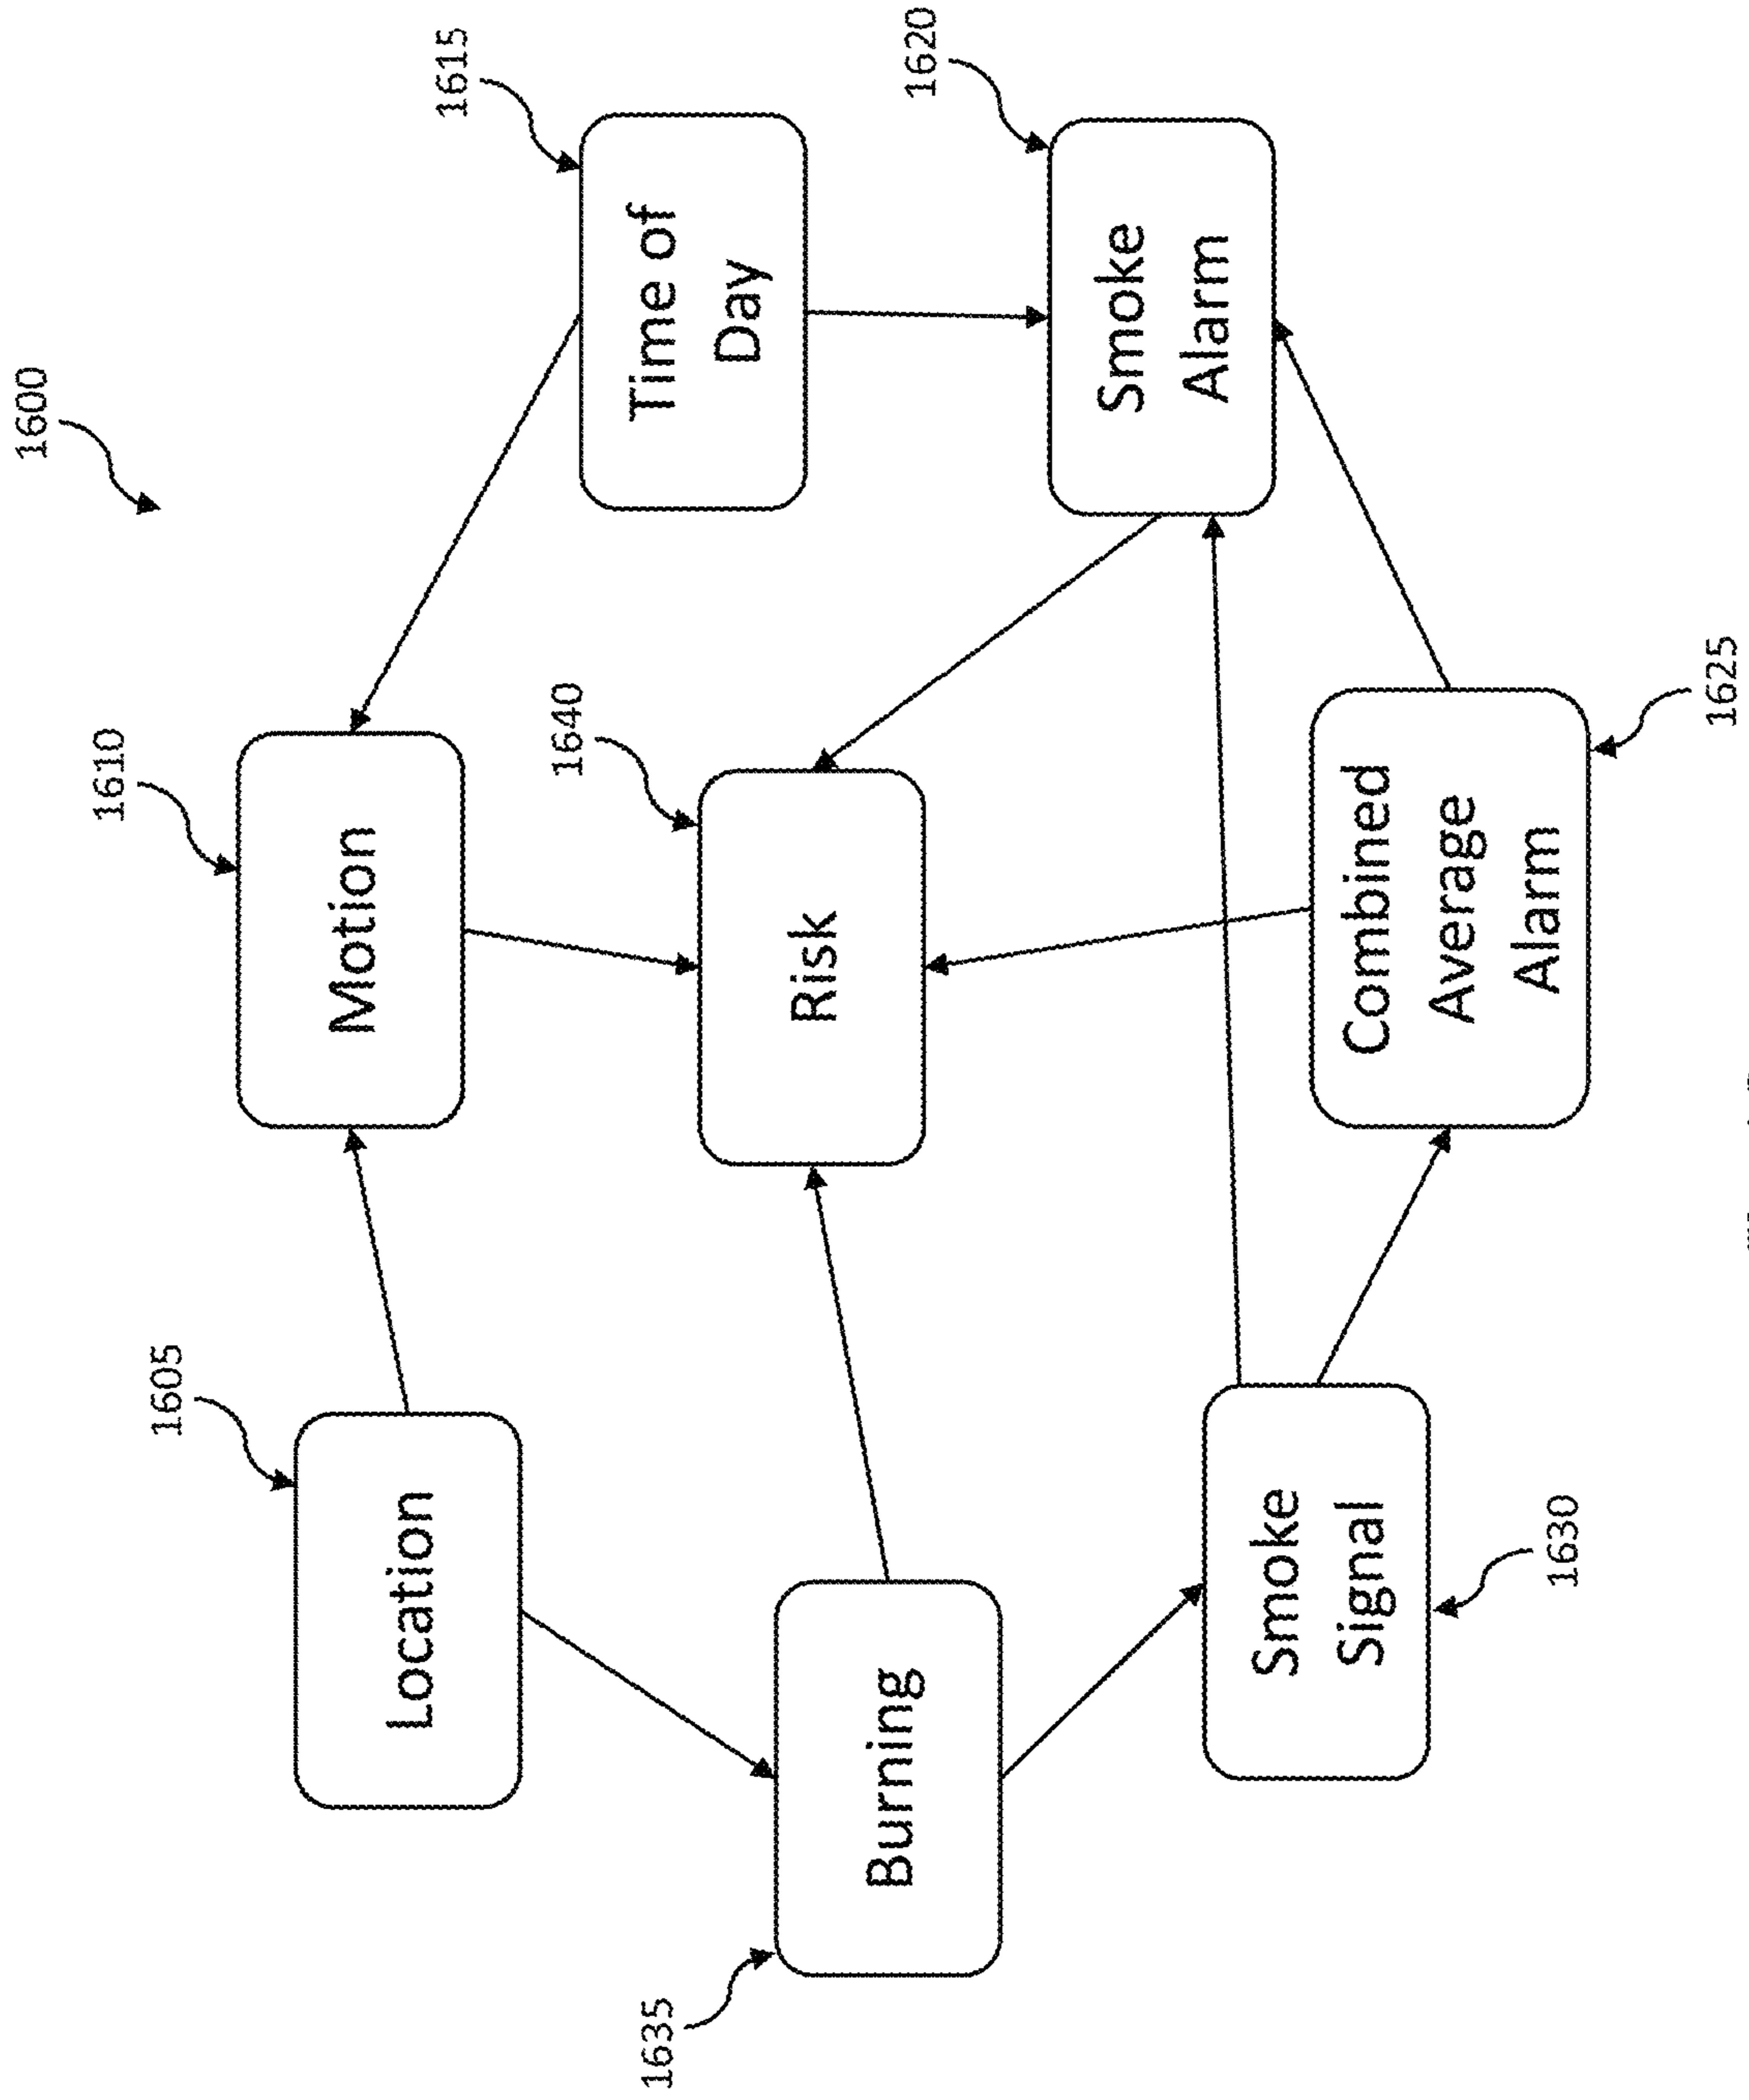 1600
1605
Location
1610
Motion
1615
Time of
Day
1635
Burning
1640
Risk
1620
Smoke
Alarm
Smoke
Signal
1630
Combined
Average
Alarm
1625